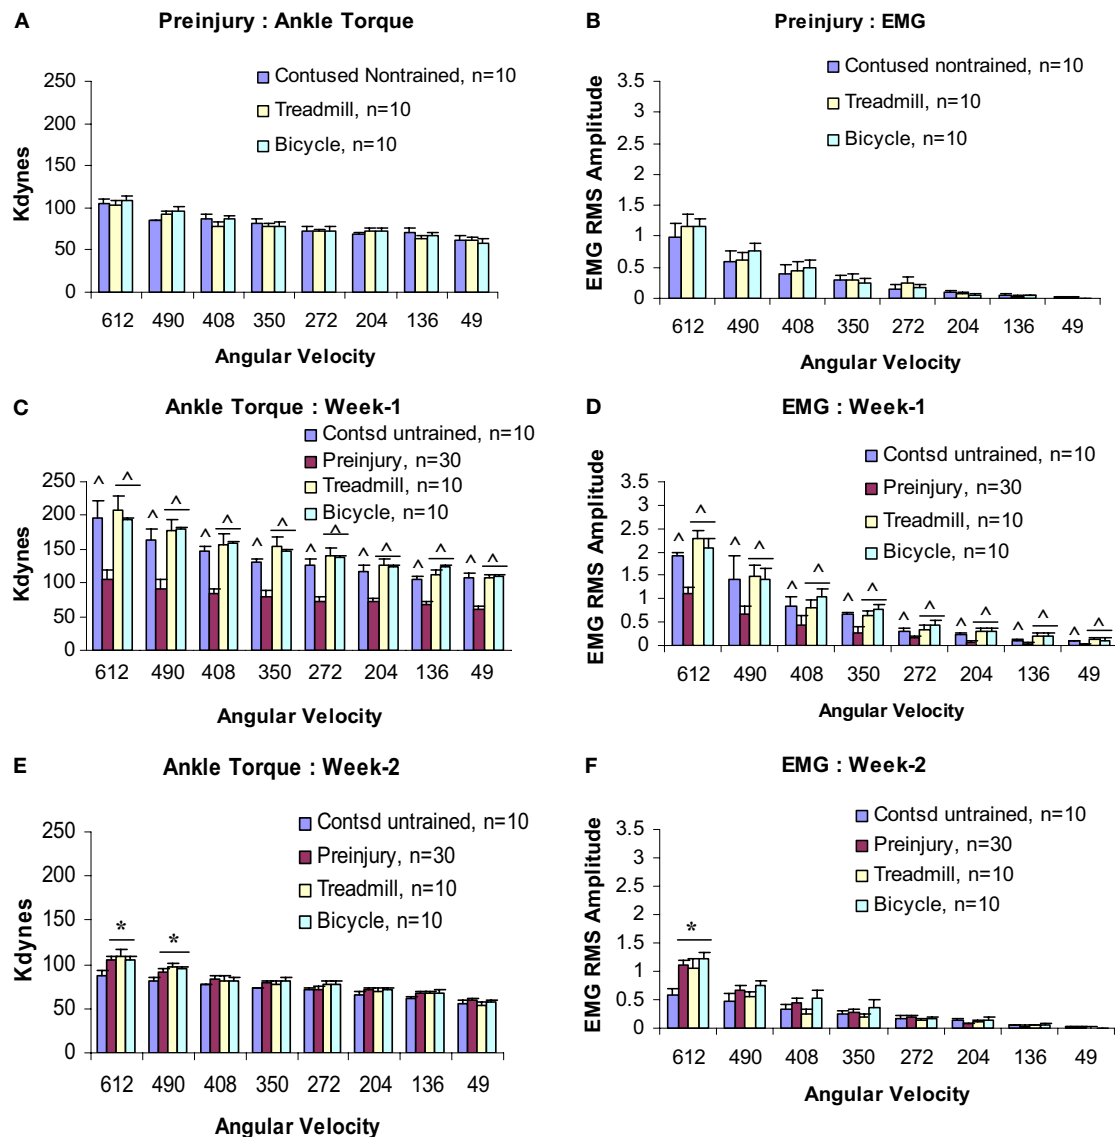 A
Preinjury : Ankle Torque
Contused Nontrained, n=10
Treadmill, n=10
Bicycle, n=10
Kdynes
250
200
150
100
50
0
612 490 408 350 272 204 136 49
Angular Velocity
B
Preinjury : EMG
Contused nontrained, n=10
Treadmill, n=10
Bicycle, n=10
EMG RMS Amplitude
3.5
3
2.5
2
1.5
1
0.5
0
612 490 408 350 272 204 136 49
Angular Velocity
C
Ankle Torque : Week-1
Contsd untrained, n=10
Preinjury, n=30
Treadmill, n=10
Bicycle, n=10
Kdynes
250
200
150
100
50
0
^ ^ ^ ^ ^ ^ ^ ^ ^ ^ ^ ^ ^ ^ ^ ^
612 490 408 350 272 204 136 49
Angular Velocity
D
EMG : Week-1
Contsd untrained, n=10
Preinjury, n=30
Treadmill, n=10
Bicycle, n=10
EMG RMS Amplitude
3.5
3
2.5
2
1.5
1
0.5
0
^ ^ ^ ^ ^ ^ ^ ^ ^ ^ ^ ^ ^ ^ ^ ^
612 490 408 350 272 204 136 49
Angular Velocity
E
Ankle Torque : Week-2
Contsd untrained, n=10
Preinjury, n=30
Treadmill, n=10
Bicycle, n=10
Kdynes
250
200
150
100
50
0
* *
612 490 408 350 272 204 136 49
Angular Velocity
F
EMG : Week-2
Contsd untrained, n=10
Preinjury, n=30
Treadmill, n=10
Bicycle, n=10
EMG RMS Amplitude
3.5
3
2.5
2
1.5
1
0.5
0
*
612 490 408 350 272 204 136 49
Angular Velocity